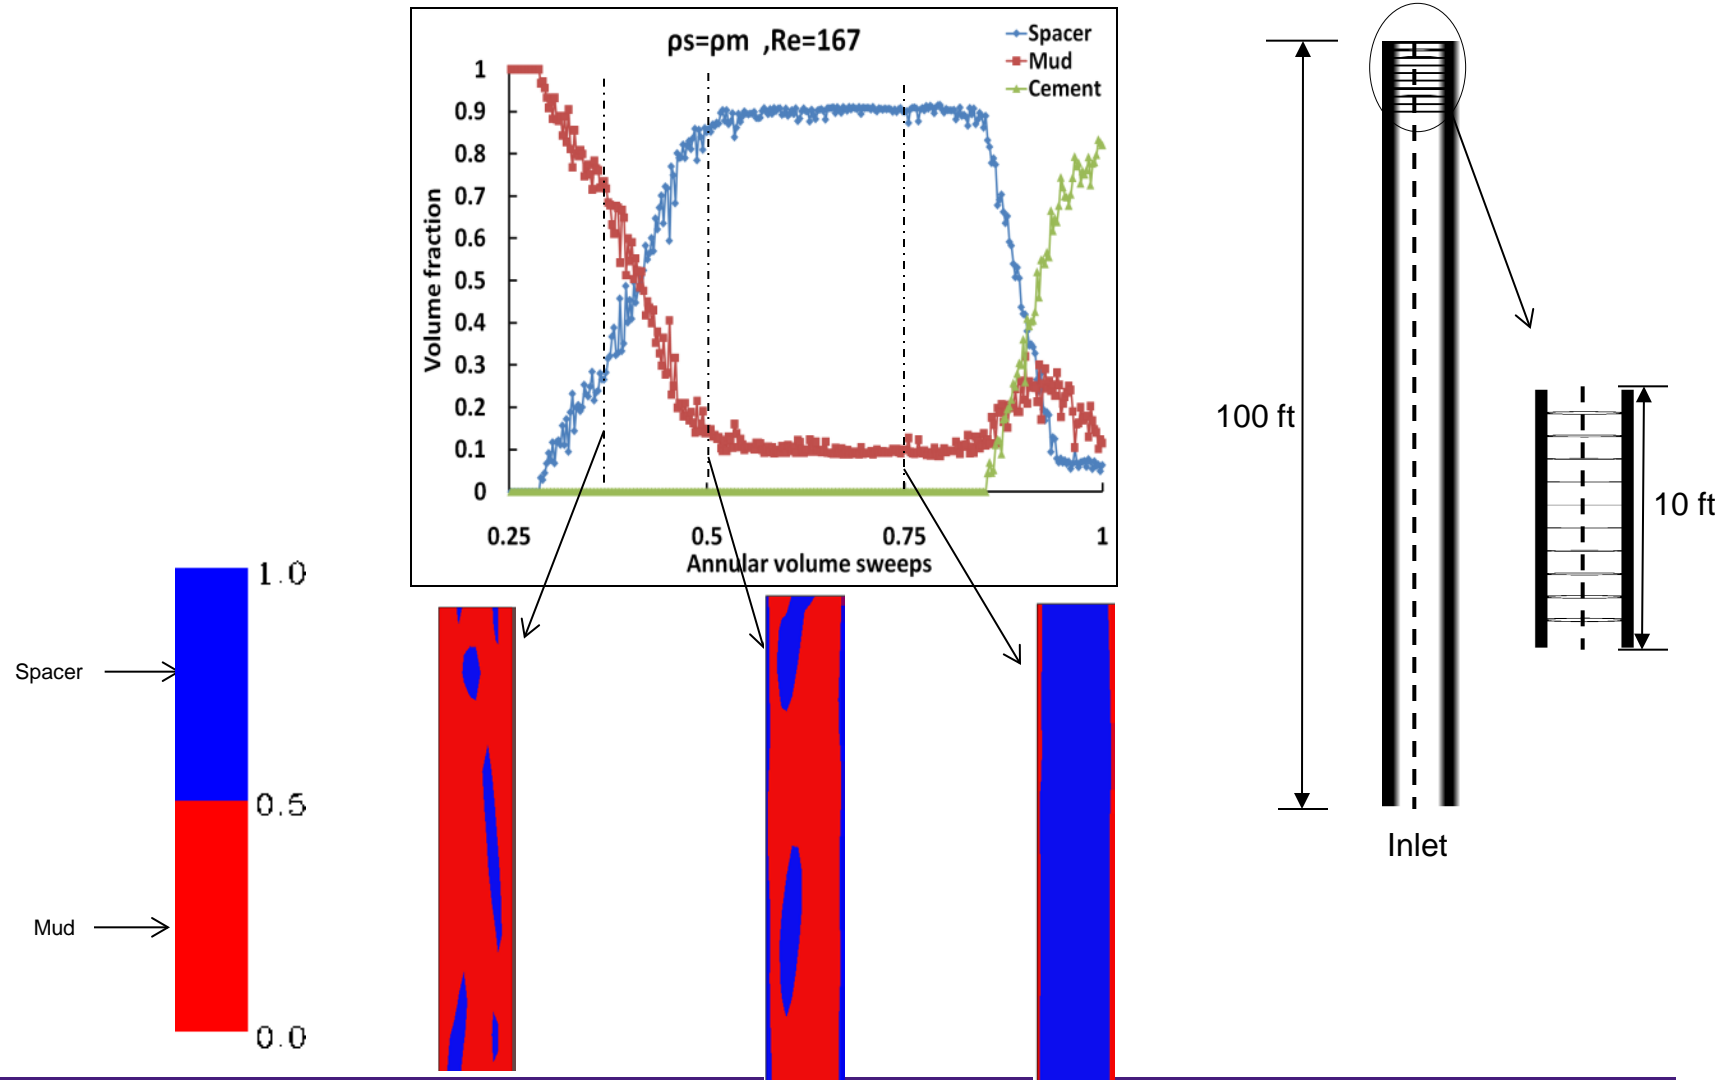 ρs=ρm ,Re=167
Spacer
Mud
Cement
1
0.9
0.8
0.7
0.6
0.5
0.4
0.3
0.2
0.1
0
Volume fraction
0.25
0.5
0.75
1
Annular volume sweeps
1.0
0.5
0.0
Spacer
Mud
100 ft
10 ft
Inlet